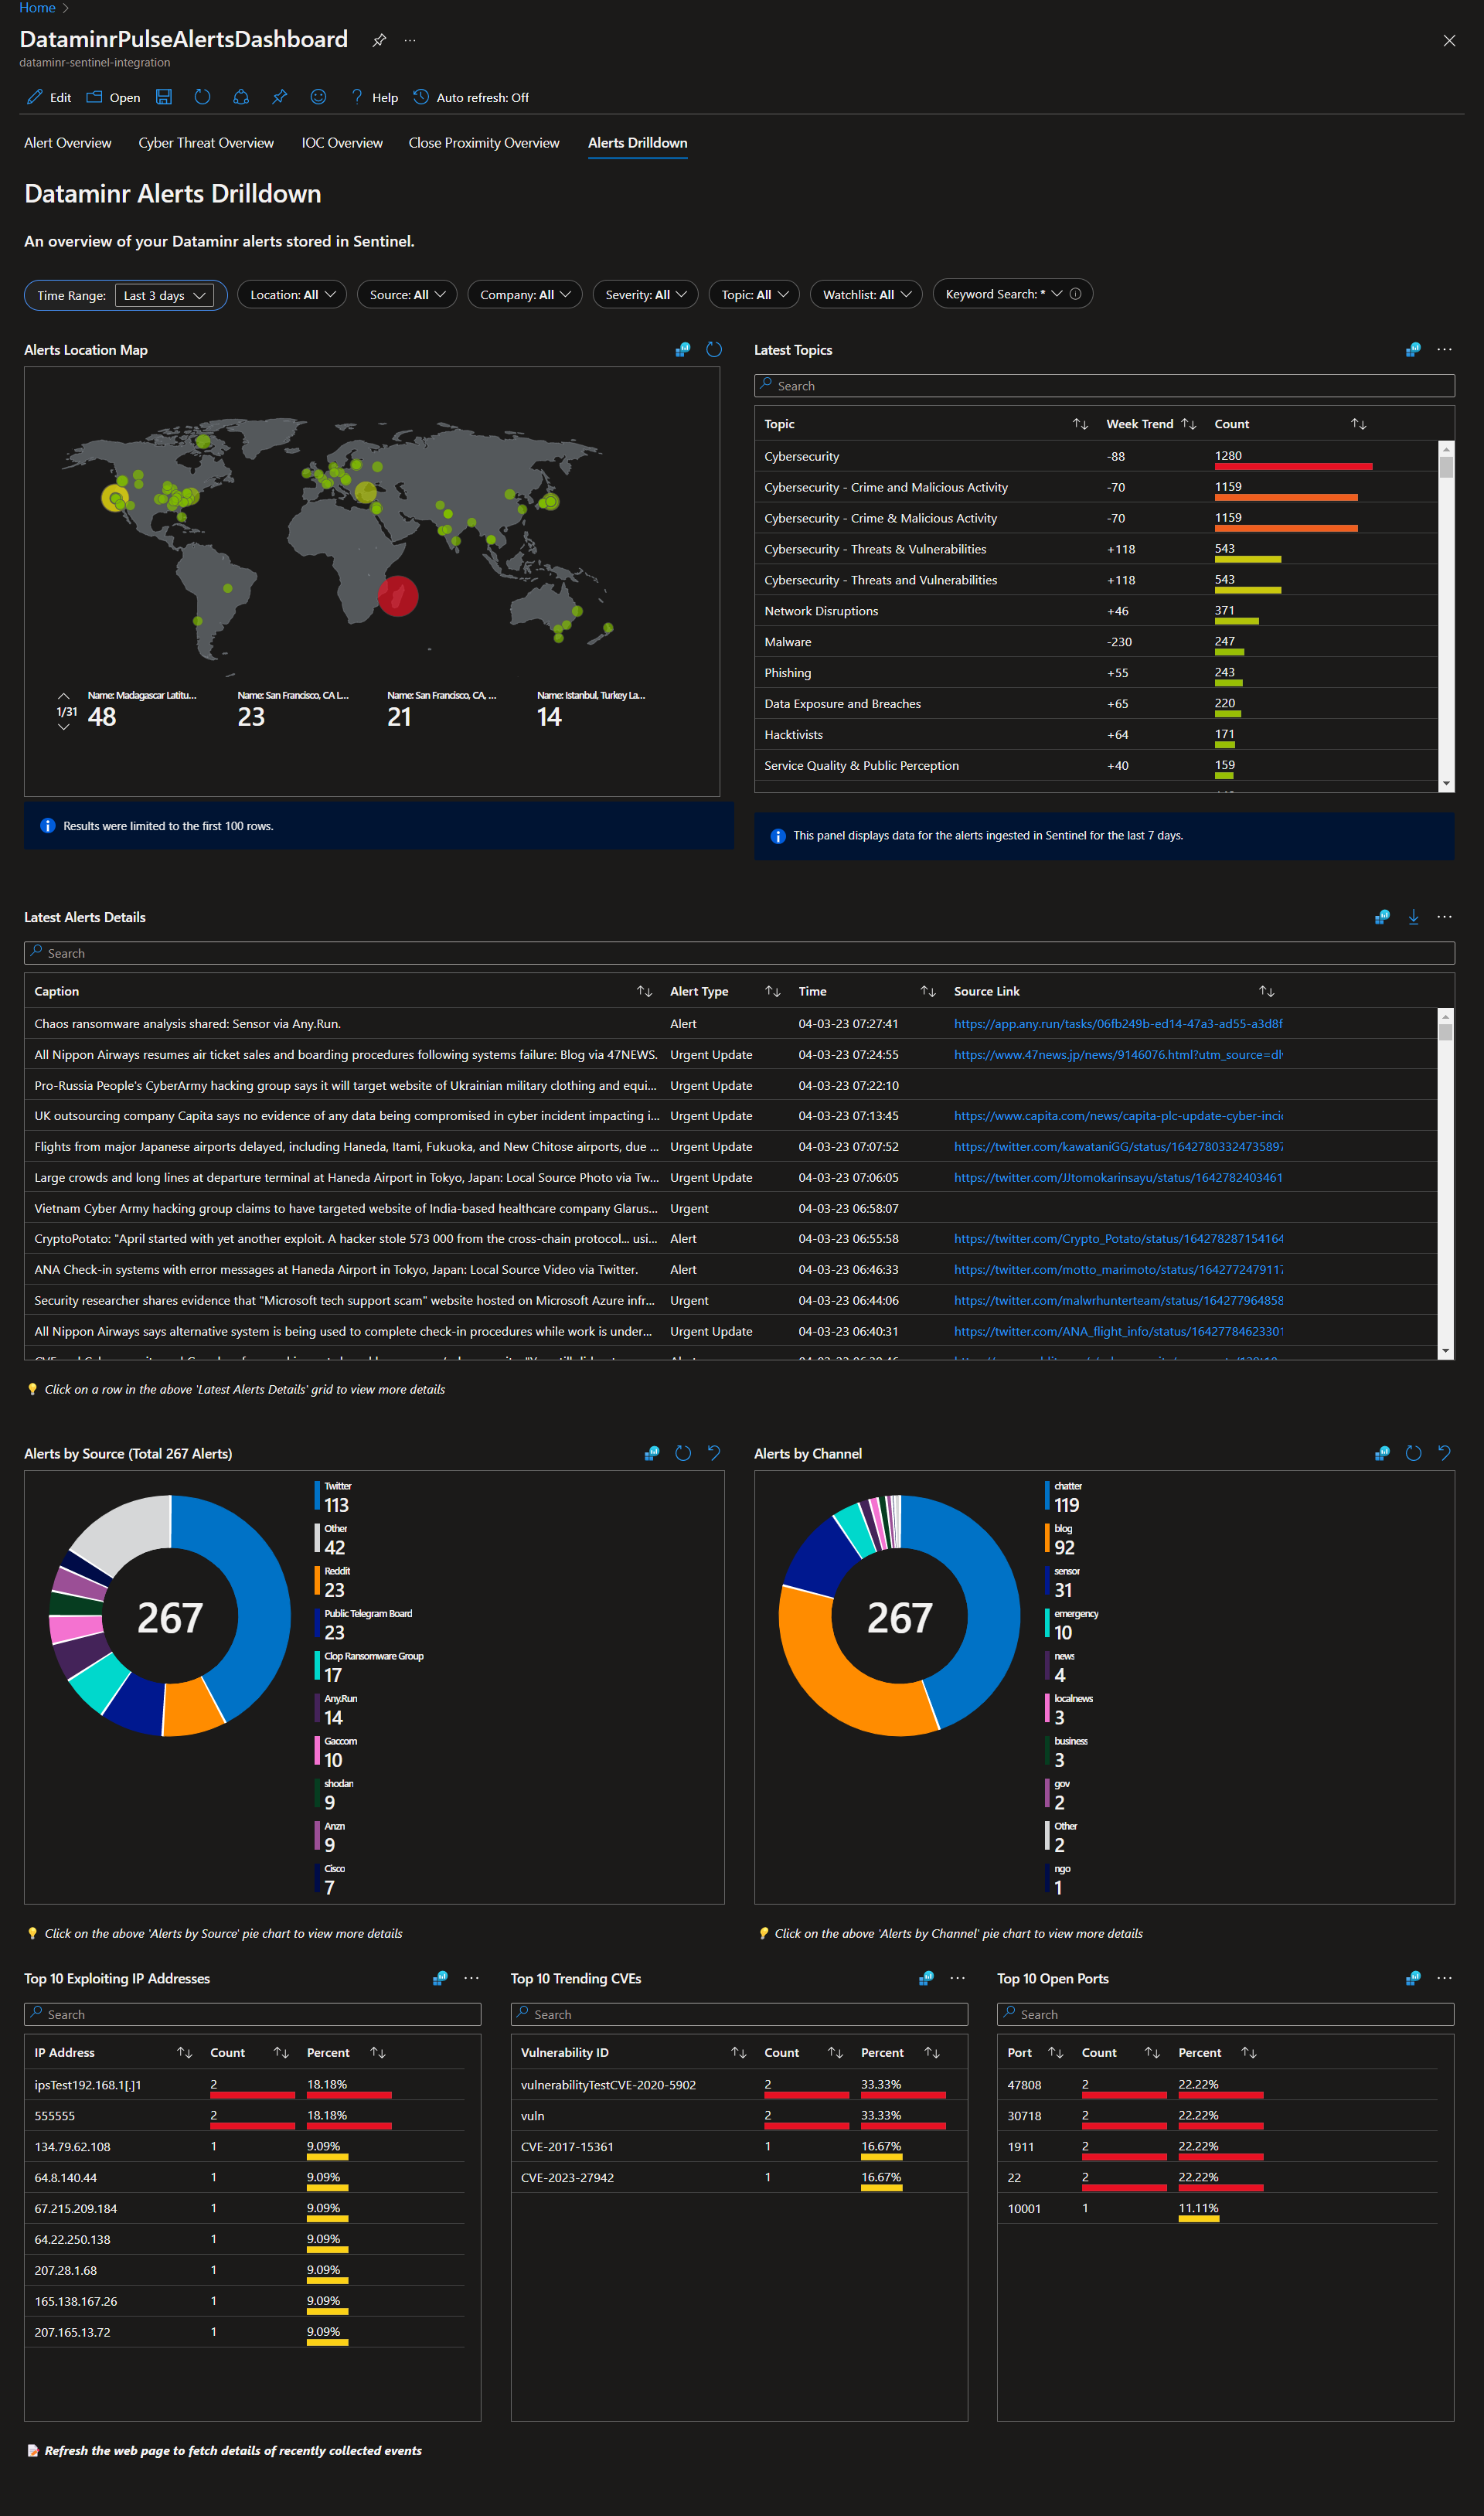 Home
DataminrPulseAlertsDashboard
dataminr-sentinel-integration
Edit Open Help Auto refresh: Off
Alert Overview Cyber Threat Overview IOC Overview Close Proximity Overview Alerts Drilldown
Dataminr Alerts Drilldown
An overview of your Dataminr alerts stored in Sentinel.
Time Range: Last 3 days Location: All Source: All Company: All Severity: All Topic: All Watchlist: All Keyword Search: *
Alerts Location Map
1/31
Name: Madagascar Latitu... Name: San Francisco, CA L... Name: San Francisco, CA, ... Name: Istanbul, Turkey La...
48 23 21 14
Results were limited to the first 100 rows.
Latest Topics
Search
Topic Week Trend Count
Cybersecurity -88 1280
Cybersecurity - Crime and Malicious Activity -70 1159
Cybersecurity - Crime & Malicious Activity -70 1159
Cybersecurity - Threats & Vulnerabilities +118 543
Cybersecurity - Threats and Vulnerabilities +118 543
Network Disruptions +46 371
Malware -230 247
Phishing +55 243
Data Exposure and Breaches +65 220
Hacktivists +64 171
Service Quality & Public Perception +40 159
This panel displays data for the alerts ingested in Sentinel for the last 7 days.
Latest Alerts Details
Search
Caption Alert Type Time Source Link
Chaos ransomware analysis shared: Sensor via Any.Run. Alert 04-03-23 07:27:41 https://app.any.run/tasks/06fb249b-ed14-47a3-ad55-a3d8f
All Nippon Airways resumes air ticket sales and boarding procedures following systems failure: Blog via 47NEWS. Urgent Update 04-03-23 07:24:55 https://www.47news.jp/news/9146076.html?utm_source=dl
Pro-Russia People's CyberArmy hacking group says it will target website of Ukrainian military clothing and equi... Urgent Update 04-03-23 07:22:10
UK outsourcing company Capita says no evidence of any data being compromised in cyber incident impacting i... Urgent Update 04-03-23 07:13:45 https://www.capita.com/news/capita-plc-update-cyber-inci
Flights from major Japanese airports delayed, including Haneda, Itami, Fukuoka, and New Chitose airports, due ... Urgent Update 04-03-23 07:07:52 https://twitter.com/kawataniGG/status/1642780332473589
Large crowds and long lines at departure terminal at Haneda Airport in Tokyo, Japan: Local Source Photo via Tw... Urgent Update 04-03-23 07:06:05 https://twitter.com/JJtomokarinsayu/status/1642782403461
Vietnam Cyber Army hacking group claims to have targeted website of India-based healthcare company Glarus... Urgent 04-03-23 06:58:07
CryptoPotato: "April started with yet another exploit. A hacker stole 573 000 from the cross-chain protocol... usi... Alert 04-03-23 06:55:58 https://twitter.com/Crypto_Potato/status/164278287154164
ANA Check-in systems with error messages at Haneda Airport in Tokyo, Japan: Local Source Video via Twitter. Alert 04-03-23 06:46:33 https://twitter.com/motto_marimoto/status/1642772479117
Security researcher shares evidence that "Microsoft tech support scam" website hosted on Microsoft Azure infr... Urgent 04-03-23 06:44:06 https://twitter.com/malwrhunterteam/status/164277964858
All Nippon Airways says alternative system is being used to complete check-in procedures while work is under... Urgent Update 04-03-23 06:40:31 https://twitter.com/ANA_flight_info/status/16427784623301
Click on a row in the above 'Latest Alerts Details' grid to view more details
Alerts by Source (Total 267 Alerts)
267
Twitter
113
Other
42
Reddit
23
Public Telegram Board
23
Clop Ransomware Group
17
Any.Run
14
Gaccom
10
shodan
9
Anzn
9
Cisco
7
Click on the above 'Alerts by Source' pie chart to view more details
Alerts by Channel
267
chatter
119
blog
92
sensor
31
emergency
10
news
4
localnews
3
business
3
gov
2
Other
2
ngo
1
Click on the above 'Alerts by Channel' pie chart to view more details
Top 10 Exploiting IP Addresses
Search
IP Address Count Percent
ipsTest192.168.1[.]1 2 18.18%
555555 2 18.18%
134.79.62.108 1 9.09%
64.8.140.44 1 9.09%
67.215.209.184 1 9.09%
64.22.250.138 1 9.09%
207.28.1.68 1 9.09%
165.138.167.26 1 9.09%
207.165.13.72 1 9.09%
Top 10 Trending CVEs
Search
Vulnerability ID Count Percent
vulnerabilityTestCVE-2020-5902 2 33.33%
vuln 2 33.33%
CVE-2017-15361 1 16.67%
CVE-2023-27942 1 16.67%
Top 10 Open Ports
Search
Port Count Percent
47808 2 22.22%
30718 2 22.22%
1911 2 22.22%
22 2 22.22%
10001 1 11.11%
Refresh the web page to fetch details of recently collected events